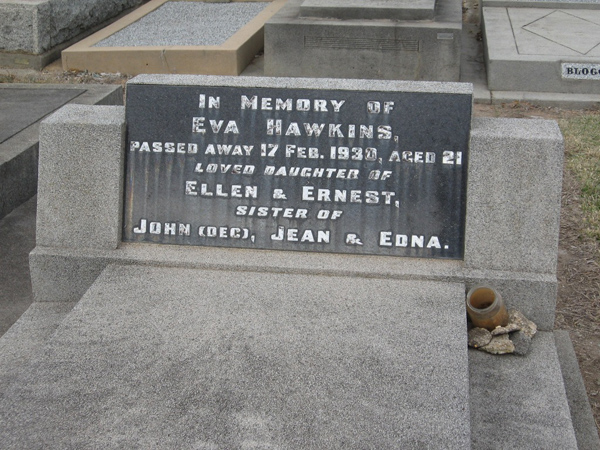 In Memory of
Eva Hawkins,
passed away 17 Feb. 1930, aged 21
loved daughter of
Ellen & Ernest,
sister of
John (dec), Jean & Edna.